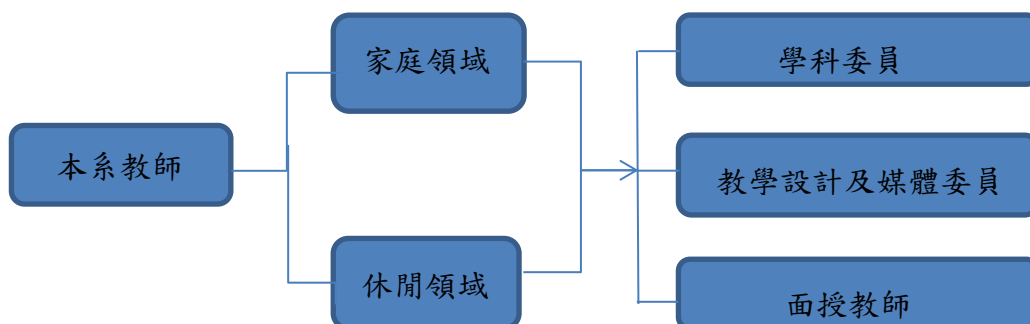 本系教師
家庭領域
休閒領域
學科委員
教學設計及媒體委員
面授教師